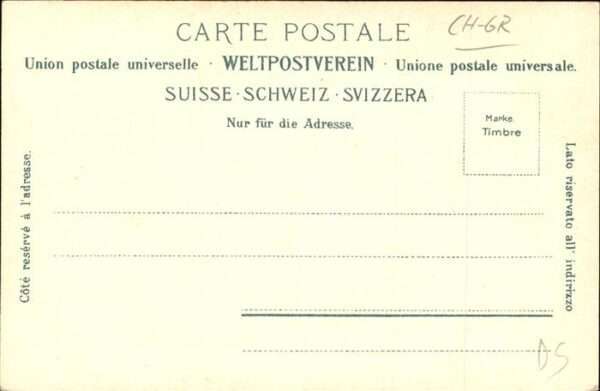 CARTE POSTALE
CH-GR
Union postale universelle · WELTPOSTVEREIN · Unione postale universale.
SUISSE · SCHWEIZ · SVIZZERA
Nur für die Adresse.
Marke.
Timbre
Côté resérvé à l'adresse.
Lato riservato all' indirizzo
DS